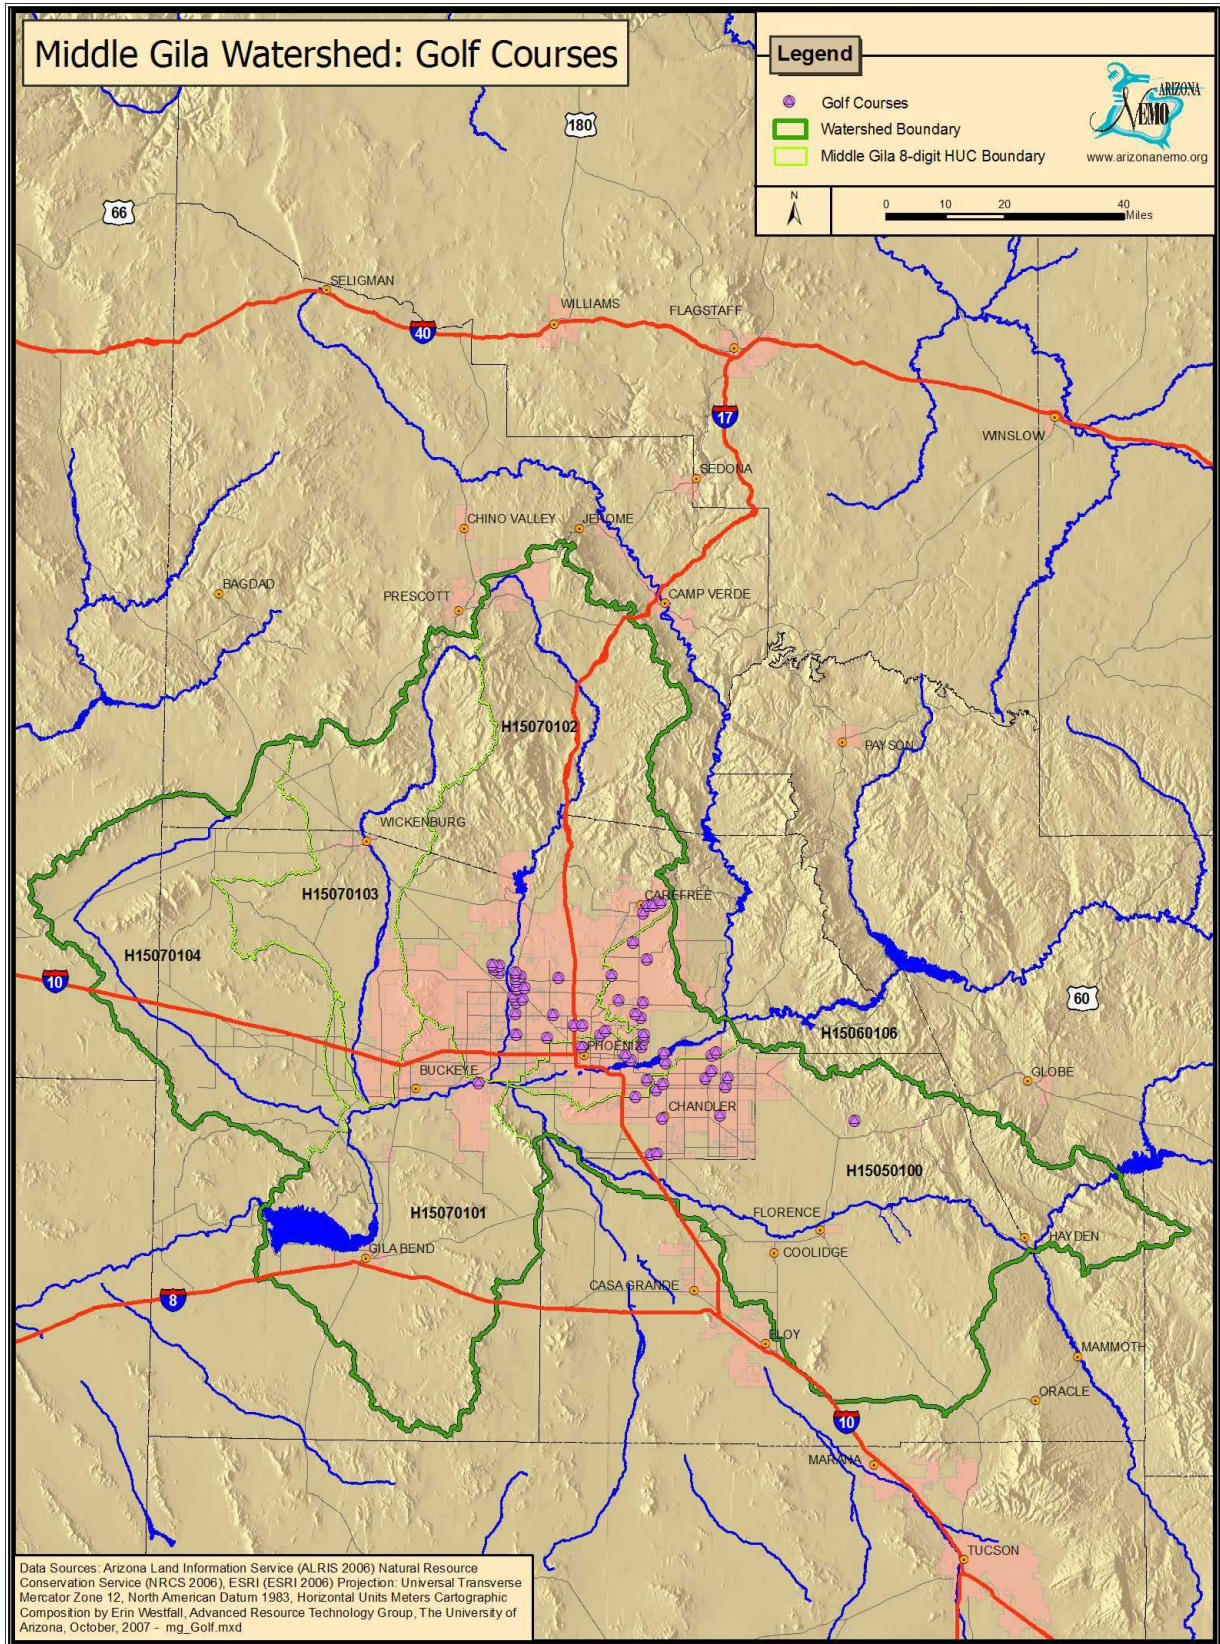 Middle Gila Watershed: Golf Courses
Legend
Golf Courses
Watershed Boundary
Middle Gila 8-digit HUC Boundary
ARIZONA
NEMO
www.arizonanemo.org
N
0 10 20 40
Miles
180
66
SELIGMAN
WILLIAMS
FLAGSTAFF
40
17
WINSLOW
SEDONA
CHINO VALLEY
JEROME
BAGDAD
PRESCOTT
CAMP VERDE
H15070102
PAYSON
WICKENBURG
H15070103
CAREFREE
H15070104
10
60
H15060106
PHOENIX
BUCKEYE
GLOBE
CHANDLER
H15050100
H15070101
FLORENCE
HAYDEN
GILA BEND
COOLIDGE
CASA GRANDE
8
ELOY
MAMMOTH
ORACLE
10
MARANA
TUCSON
Data Sources: Arizona Land Information Service (ALRIS 2006) Natural Resource
Conservation Service (NRCS 2006), ESRI (ESRI 2006) Projection: Universal Transverse
Mercator Zone 12, North American Datum 1983, Horizontal Units Meters Cartographic
Composition by Erin Westfall, Advanced Resource Technology Group, The University of
Arizona, October, 2007 - mg_Golf.mxd